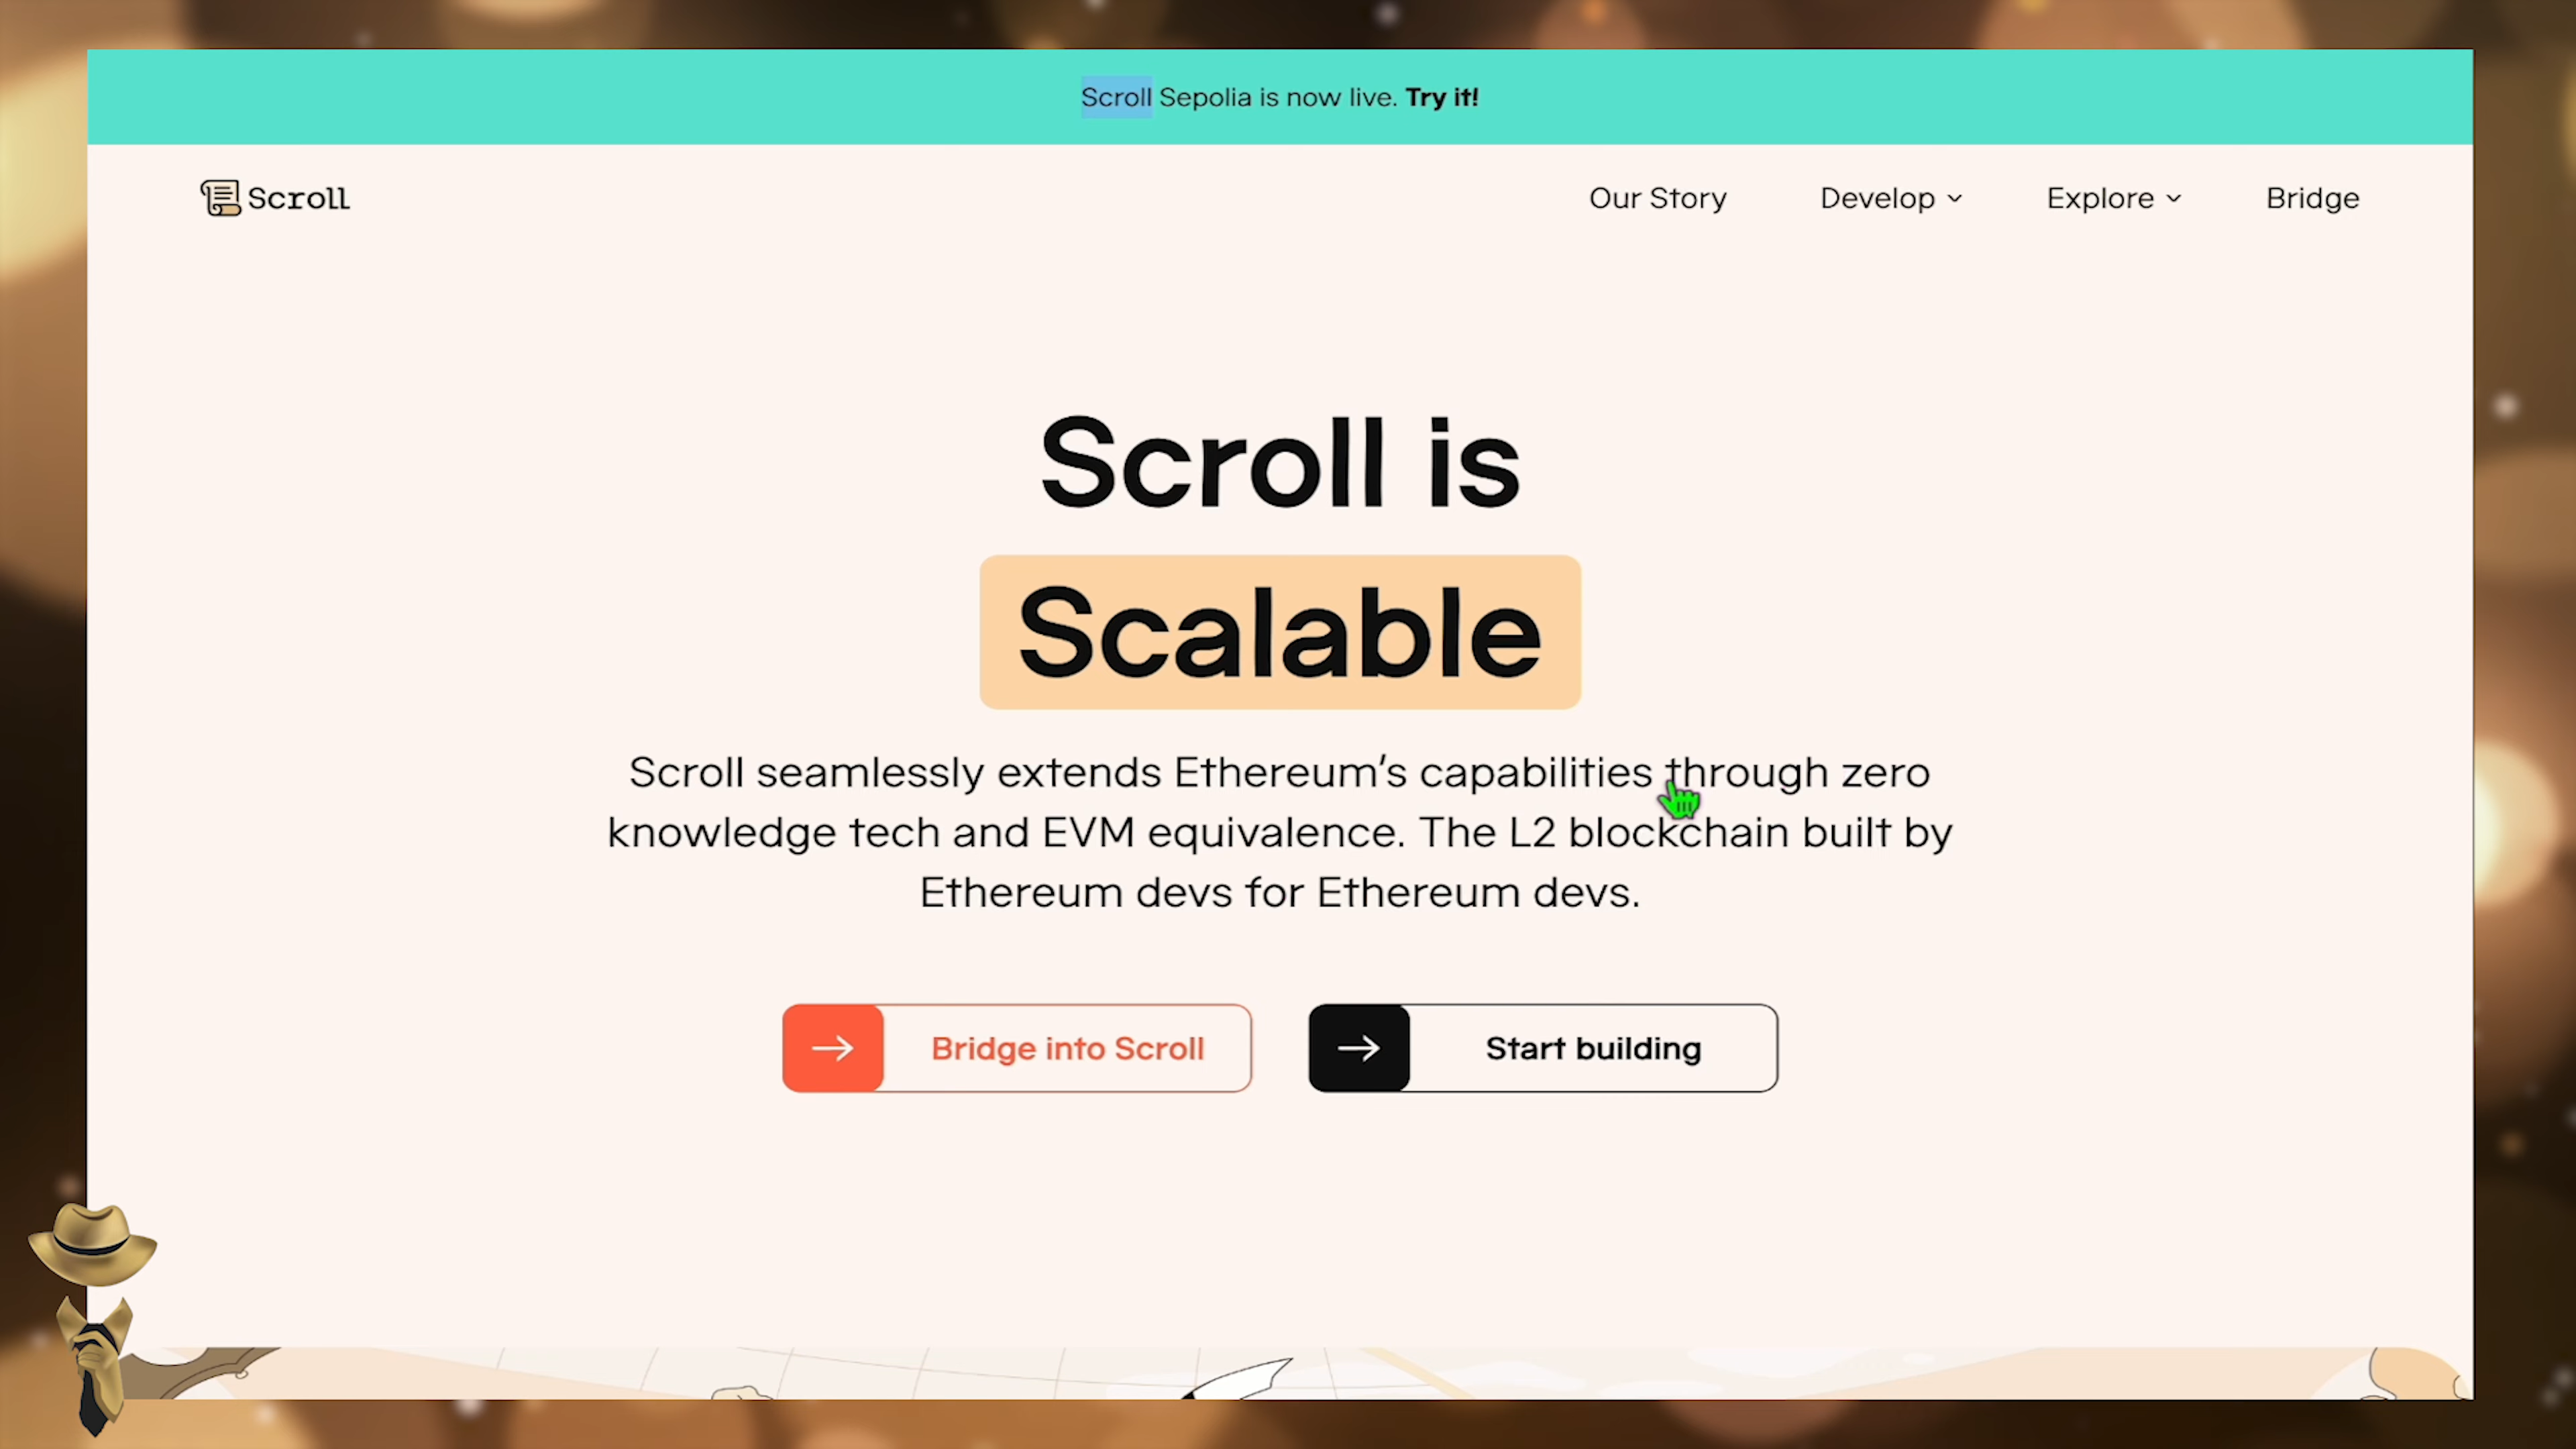 Scroll Sepolia is now live. Try it!
Scroll
Our Story
Develop
Explore
Bridge
Scroll is
Scalable
Scroll seamlessly extends Ethereum’s capabilities through zero
knowledge tech and EVM equivalence. The L2 blockchain built by
Ethereum devs for Ethereum devs.
Bridge into Scroll
Start building